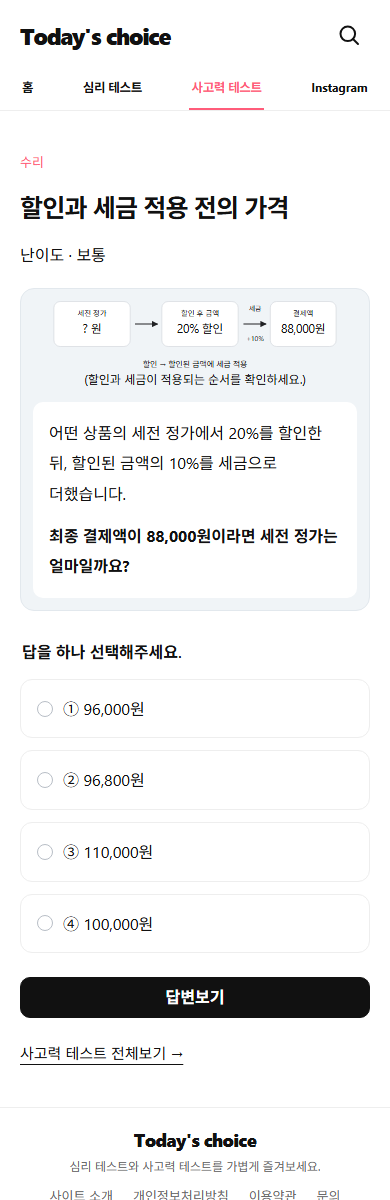 Today's choice
홈 심리 테스트 사고력 테스트 Instagram
수리
할인과 세금 적용 전의 가격
난이도 · 보통
세전 정가 할인 후 금액 세금 결제액
? 원 20% 할인 +10% 88,000원
할인 → 할인된 금액에 세금 적용
(할인과 세금이 적용되는 순서를 확인하세요.)
어떤 상품의 세전 정가에서 20%를 할인한
뒤, 할인된 금액의 10%를 세금으로
더했습니다.
최종 결제액이 88,000원이라면 세전 정가는
얼마일까요?
답을 하나 선택해주세요.
① 96,000원
② 96,800원
③ 110,000원
④ 100,000원
답변보기
사고력 테스트 전체보기 →
Today's choice
심리 테스트와 사고력 테스트를 가볍게 즐겨보세요.
사이트 소개 개인정보처리방침 이용약관 문의